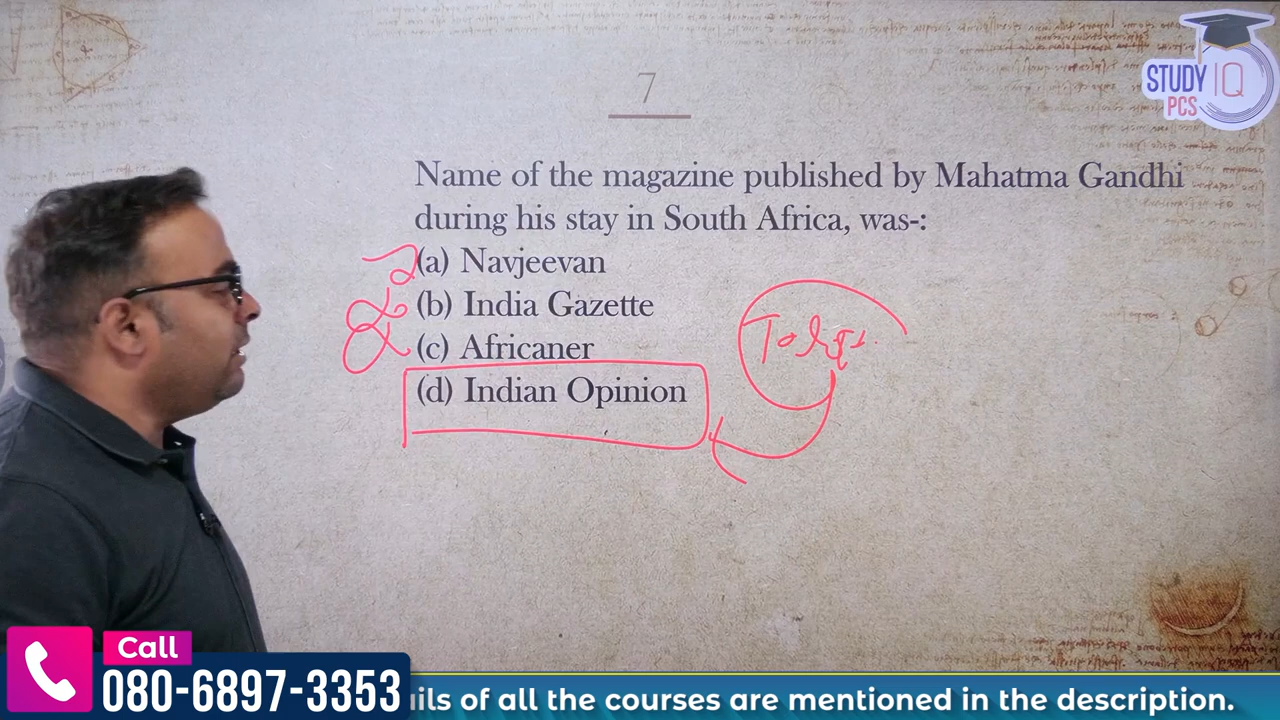 7
STUDY IQ
PCS
Name of the magazine published by Mahatma Gandhi
during his stay in South Africa, was-:
(a) Navjeevan
(b) India Gazette
(c) Africaner
(d) Indian Opinion
Call
080-6897-3353
ails of all the courses are mentioned in the description.